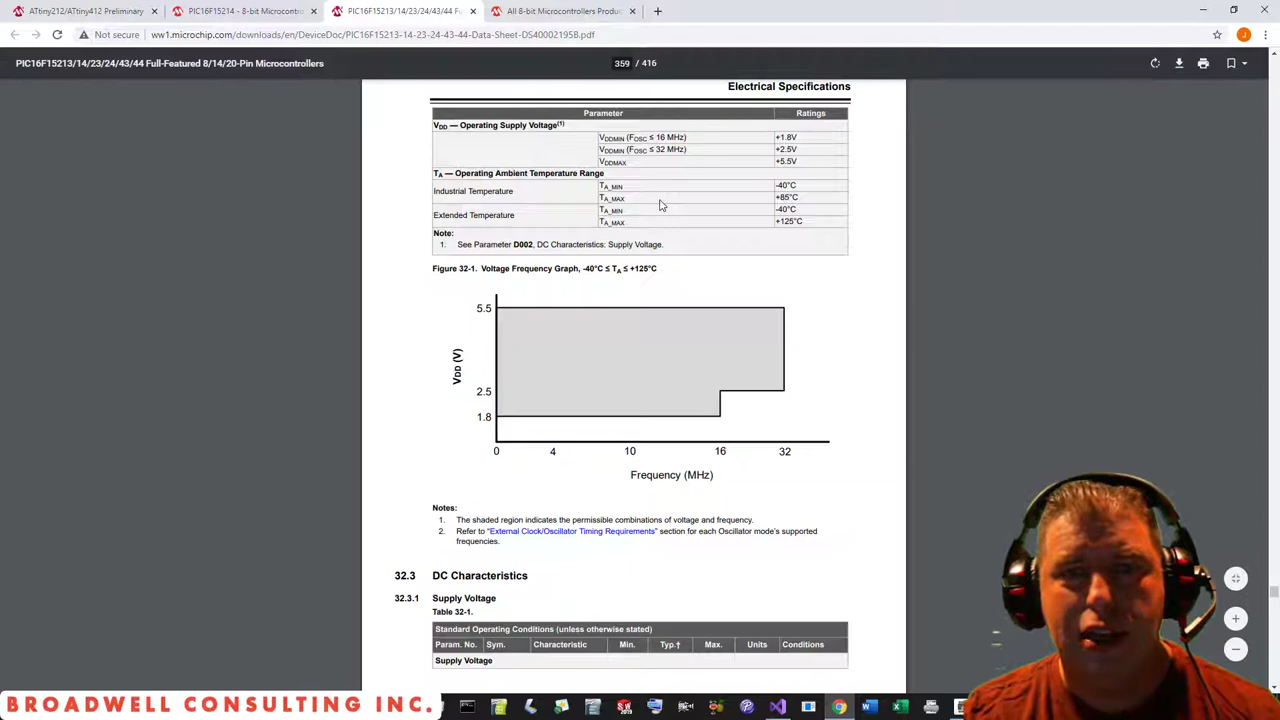 ATtiny212/ATtiny412 Preliminary
PIC16F15214 - 8-bit Microcontro
PIC16F15213/14/23/24/43/44 Fu
All 8-bit Microcontrollers Produc
Not secure
ww1.microchip.com/downloads/en/DeviceDoc/PIC16F15213-14-23-24-43-44-Data-Sheet-DS40002195B.pdf
J
PIC16F15213/14/23/24/43/44 Full-Featured 8/14/20-Pin Microcontrollers
359 / 416
Electrical Specifications
Parameter Ratings
VDD — Operating Supply Voltage(1)
VDDMIN (FOSC ≤ 16 MHz) +1.8V
VDDMIN (FOSC ≤ 32 MHz) +2.5V
VDDMAX +5.5V
TA — Operating Ambient Temperature Range
Industrial Temperature
TA_MIN -40°C
TA_MAX +85°C
Extended Temperature
TA_MIN -40°C
TA_MAX +125°C
Note:
1. See Parameter D002, DC Characteristics: Supply Voltage.
Figure 32-1. Voltage Frequency Graph, -40°C ≤ TA ≤ +125°C
5.5
2.5
1.8
VDD (V)
0 4 10 16 32
Frequency (MHz)
Notes:
1. The shaded region indicates the permissible combinations of voltage and frequency.
2. Refer to “External Clock/Oscillator Timing Requirements” section for each Oscillator mode’s supported
frequencies.
32.3 DC Characteristics
32.3.1 Supply Voltage
Table 32-1.
Standard Operating Conditions (unless otherwise stated)
Param. No. Sym. Characteristic Min. Typ.† Max. Units Conditions
Supply Voltage
BROADWELL CONSULTING INC.